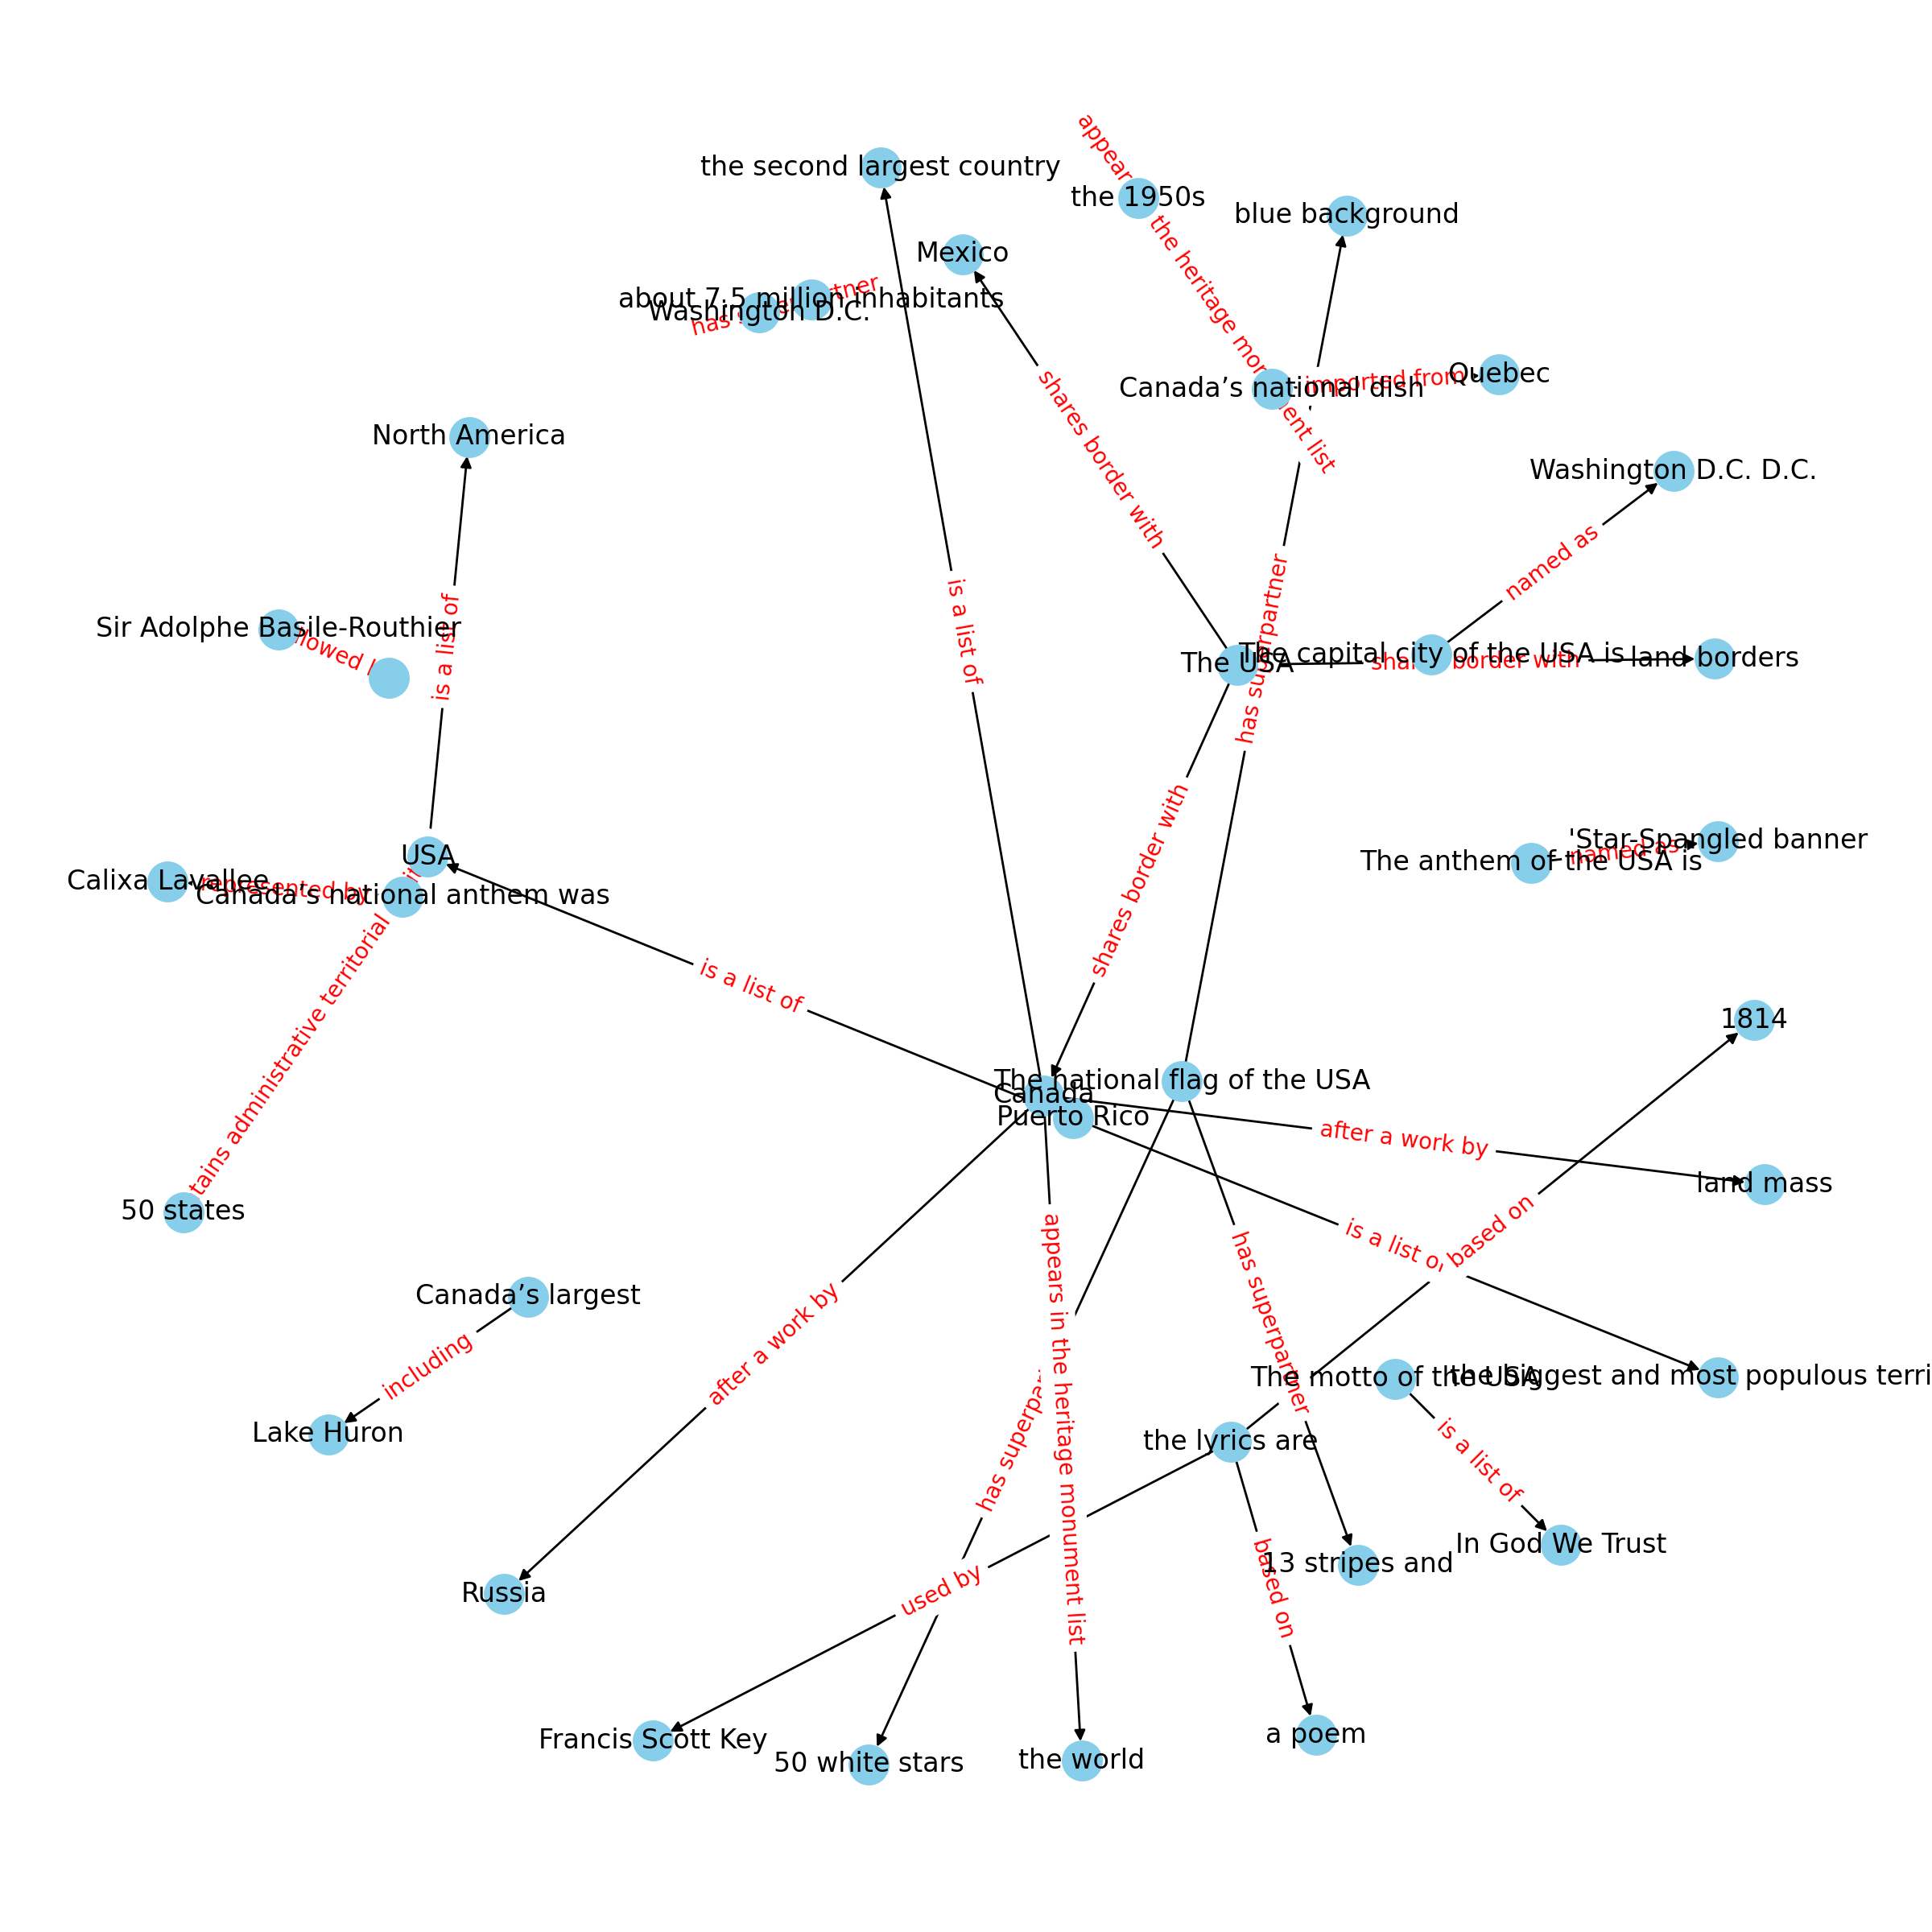 appear
the heritage monument list
the second largest country
the 1950s
blue background
Mexico
about 7.5 million inhabitants
has superpartner
Washington D.C.
Canada’s national dish
imported from
Quebec
shares border with
North America
Washington D.C. D.C.
named as
is a list of
Sir Adolphe Basile-Routhier
is a list of
has superpartner
The USA
The capital city of the USA is
shares border with
land borders
USA
Calixa Lavallee
represented by
Canada's national anthem was
The anthem of the USA is
named as
'Star-Spangled banner
shares border with
is a list of
tains administrative territorial
1814
The national flag of the USA
Canada
Puerto Rico
after a work by
land mass
50 states
is a list of
based on
Canada’s largest
including
after a work by
has superpartner
appears in the heritage monument list
The motto of the USA
the biggest and most populous terri
Lake Huron
the lyrics are
is a list of
In God We Trust
13 stripes and
based on
Russia
used by
Francis Scott Key
50 white stars
the world
a poem